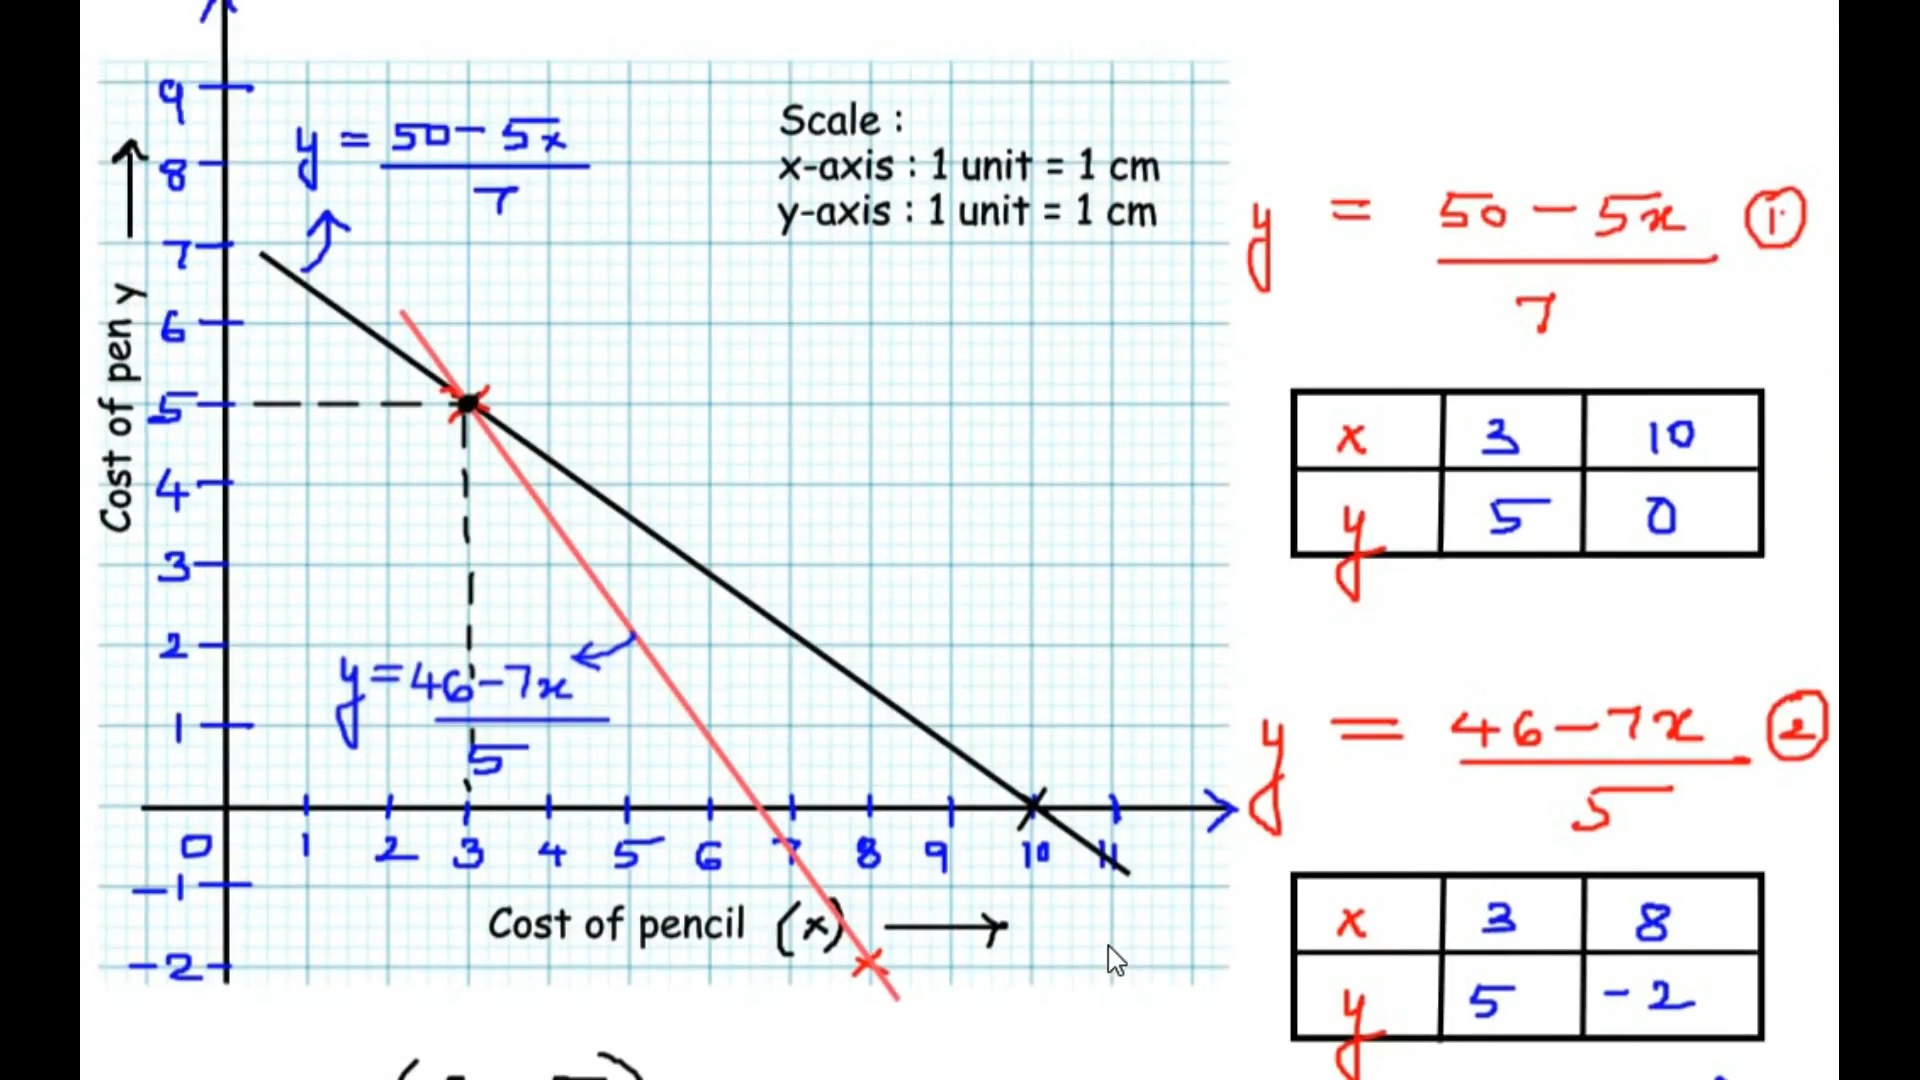 9
8
7
6
5
4
3
2
1
0
-1
-2
Cost of pen y
y = 50 - 5x
7
Scale :
x-axis : 1 unit = 1 cm
y-axis : 1 unit = 1 cm
y = 46 - 7x
5
1 2 3 4 5 6 7 8 9 10 11
Cost of pencil (x)
y = 50 - 5x ①
7
x 3 10
y 5 0
y = 46 - 7x ②
5
x 3 8
y 5 -2